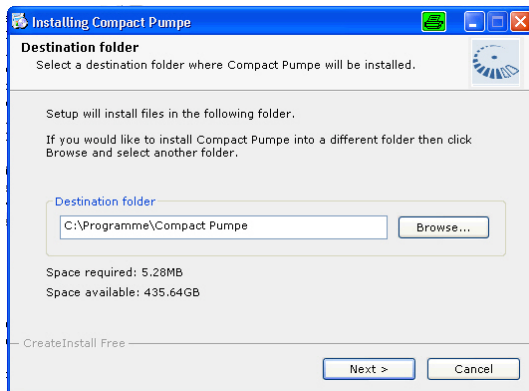 Installing Compact Pumpe
Destination folder
Select a destination folder where Compact Pumpe will be installed.
Setup will install files in the following folder.
If you would like to install Compact Pumpe into a different folder then click
Browse and select another folder.
Destination folder
C:\Programme\Compact Pumpe
Browse...
Space required: 5.28MB
Space available: 435.64GB
CreateInstall Free
Next >
Cancel